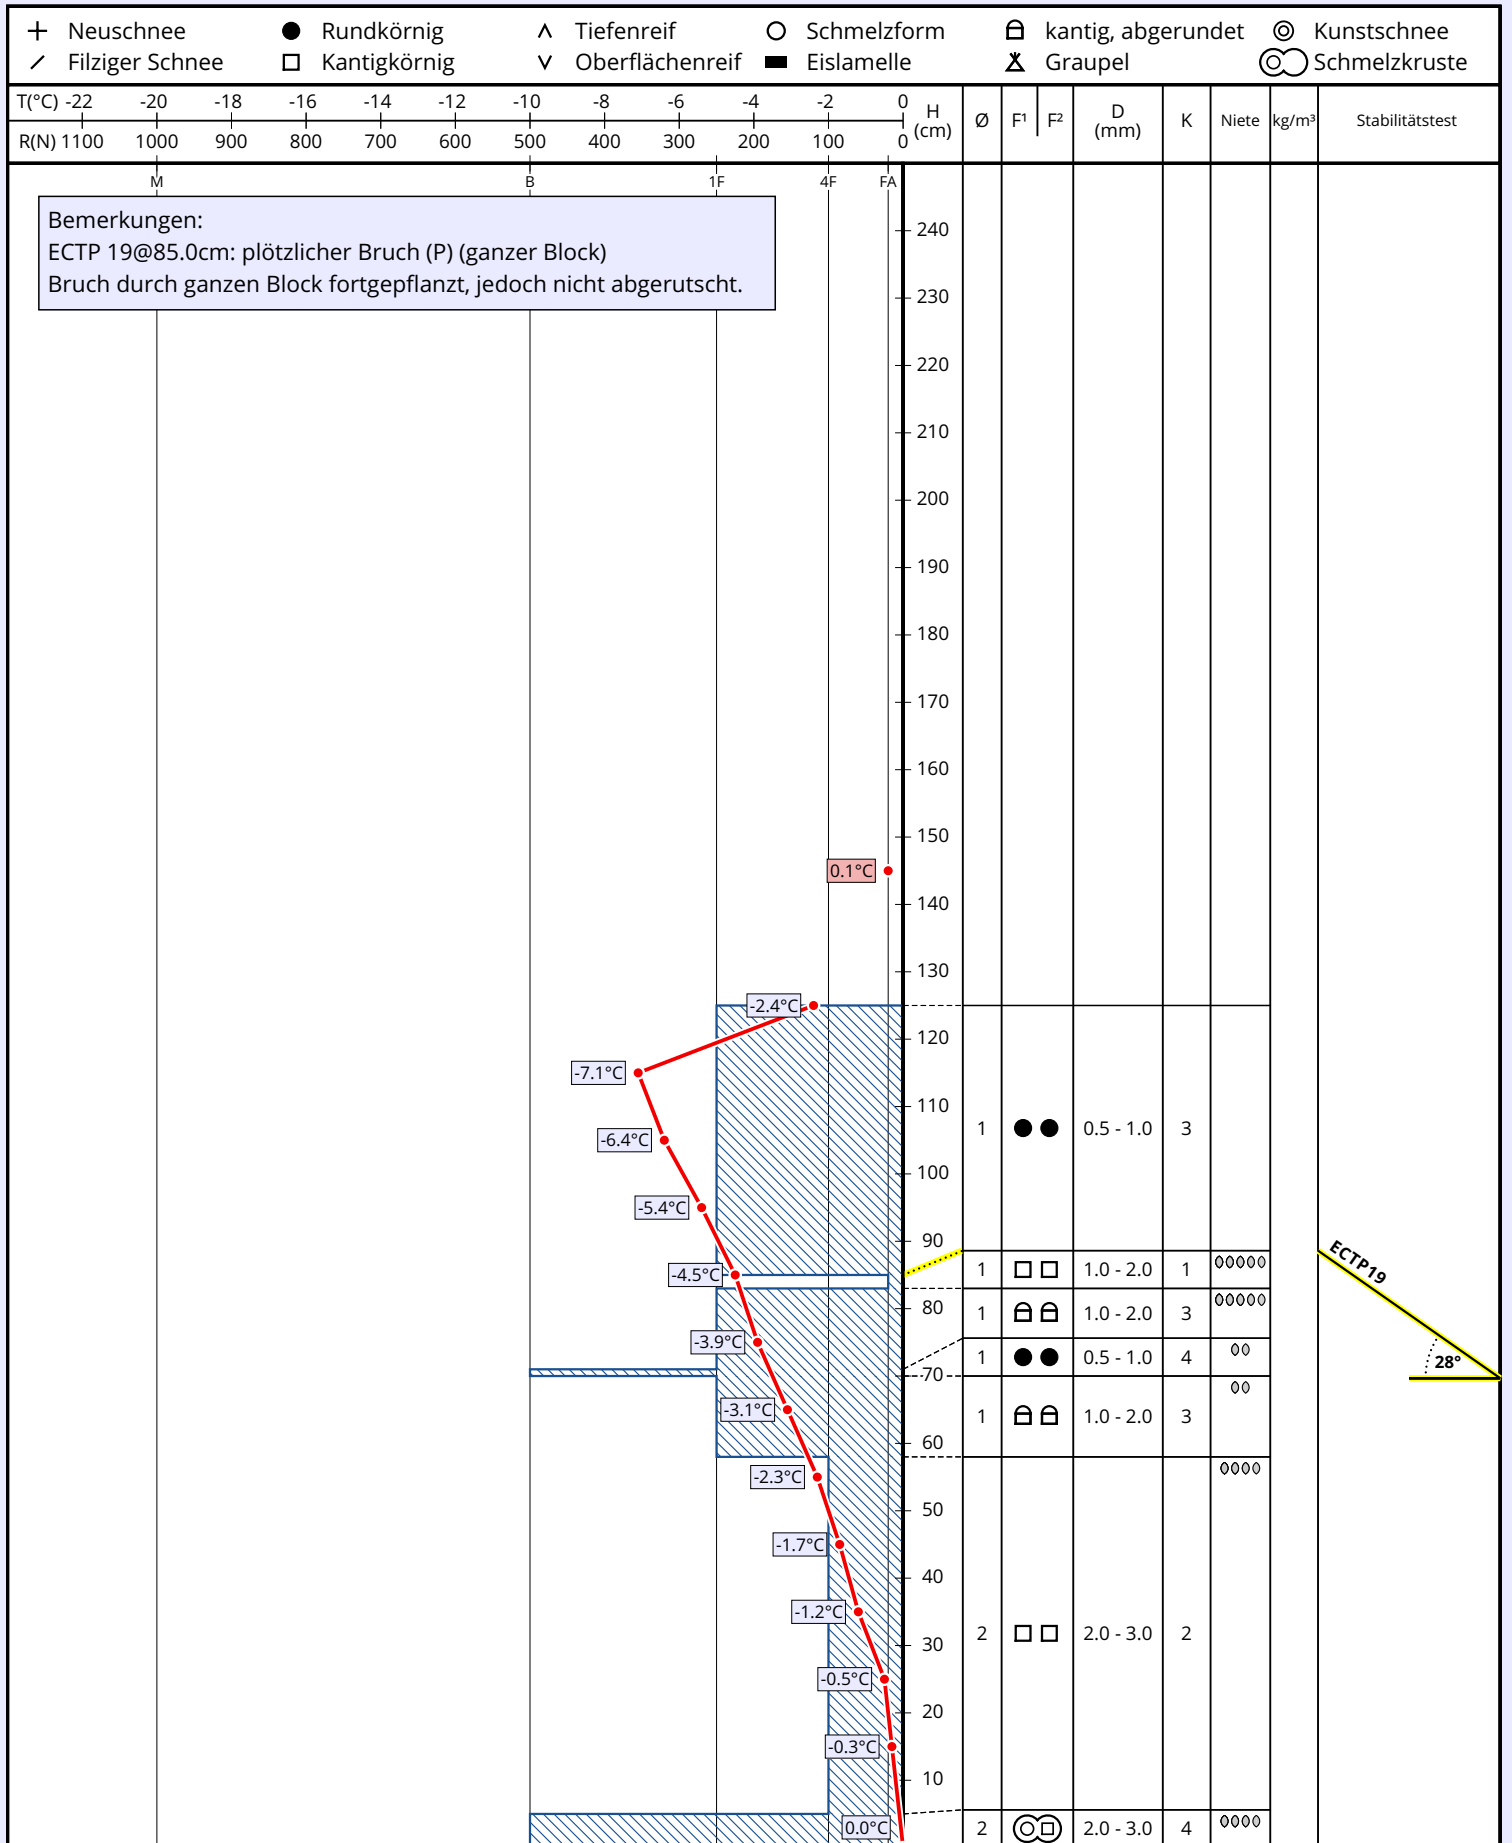 Neuschnee Rundkörnig Tiefenreif Schmelzform kantig, abgerundet Kunstschnee
Filziger Schnee Kantigkörnig Oberflächenreif Eislamelle Graupel Schmelzkruste
T(°C) -22 -20 -18 -16 -14 -12 -10 -8 -6 -4 -2 0
R(N) 1100 1000 900 800 700 600 500 400 300 200 100 0
H (cm) Ø F¹ F² D (mm) K Niete kg/m³ Stabilitätstest
M B 1F 4F FA
Bemerkungen:
ECTP 19@85.0cm: plötzlicher Bruch (P) (ganzer Block)
Bruch durch ganzen Block fortgepflanzt, jedoch nicht abgerutscht.
240
230
220
210
200
190
180
170
160
150
0.1°C
140
130
-2.4°C
120
-7.1°C
110
1 0.5 - 1.0 3
-6.4°C
100
-5.4°C
90
ECTP19
-4.5°C
1 1.0 - 2.0 1
80
1 1.0 - 2.0 3
-3.9°C
1 0.5 - 1.0 4
28°
70
-3.1°C
1 1.0 - 2.0 3
60
-2.3°C
50
-1.7°C
40
-1.2°C
2 2.0 - 3.0 2
30
-0.5°C
20
-0.3°C
10
0.0°C
2 2.0 - 3.0 4